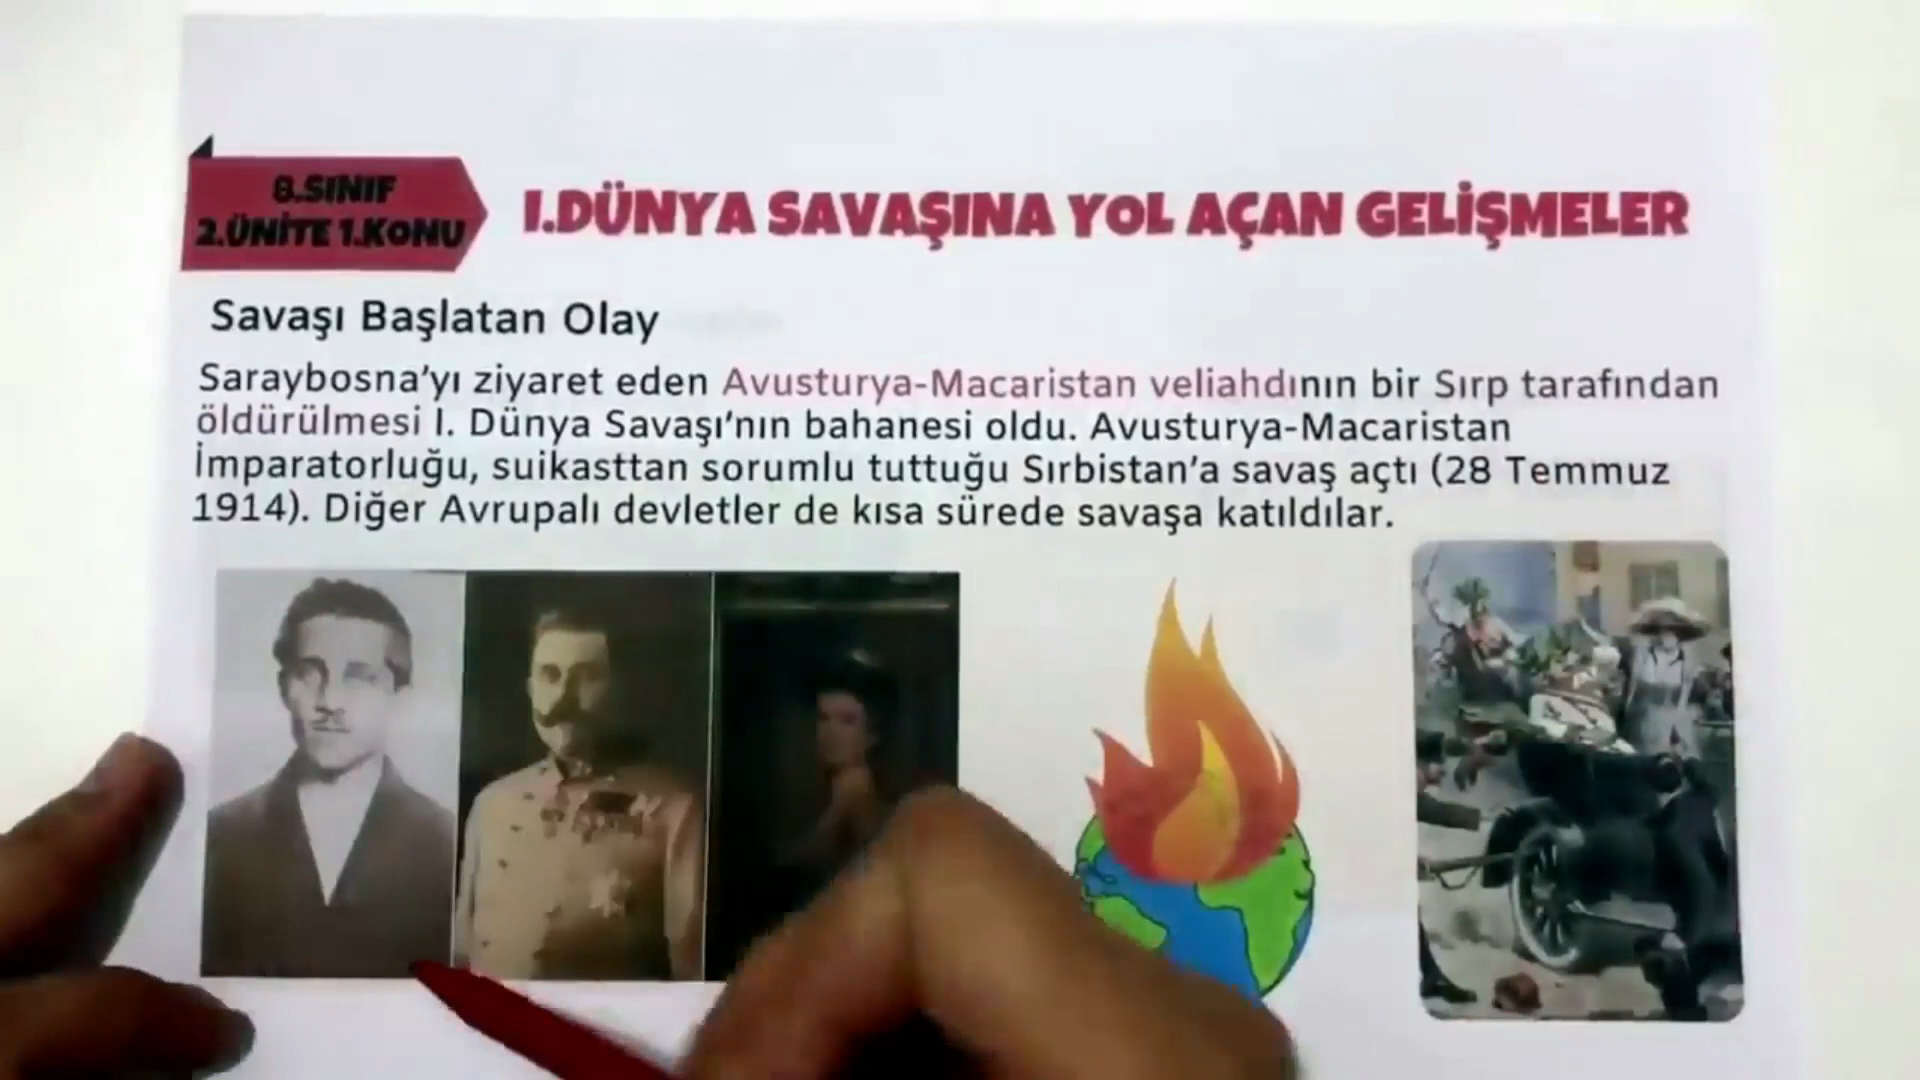 8.SINIF
2.ÜNİTE 1.KONU
I.DÜNYA SAVAŞINA YOL AÇAN GELİŞMELER
Savaşı Başlatan Olay
Saraybosna'yı ziyaret eden Avusturya-Macaristan veliahdının bir Sırp tarafından
öldürülmesi I. Dünya Savaşı'nın bahanesi oldu. Avusturya-Macaristan
İmparatorluğu, suikasttan sorumlu tuttuğu Sırbistan'a savaş açtı (28 Temmuz
1914). Diğer Avrupalı devletler de kısa sürede savaşa katıldılar.